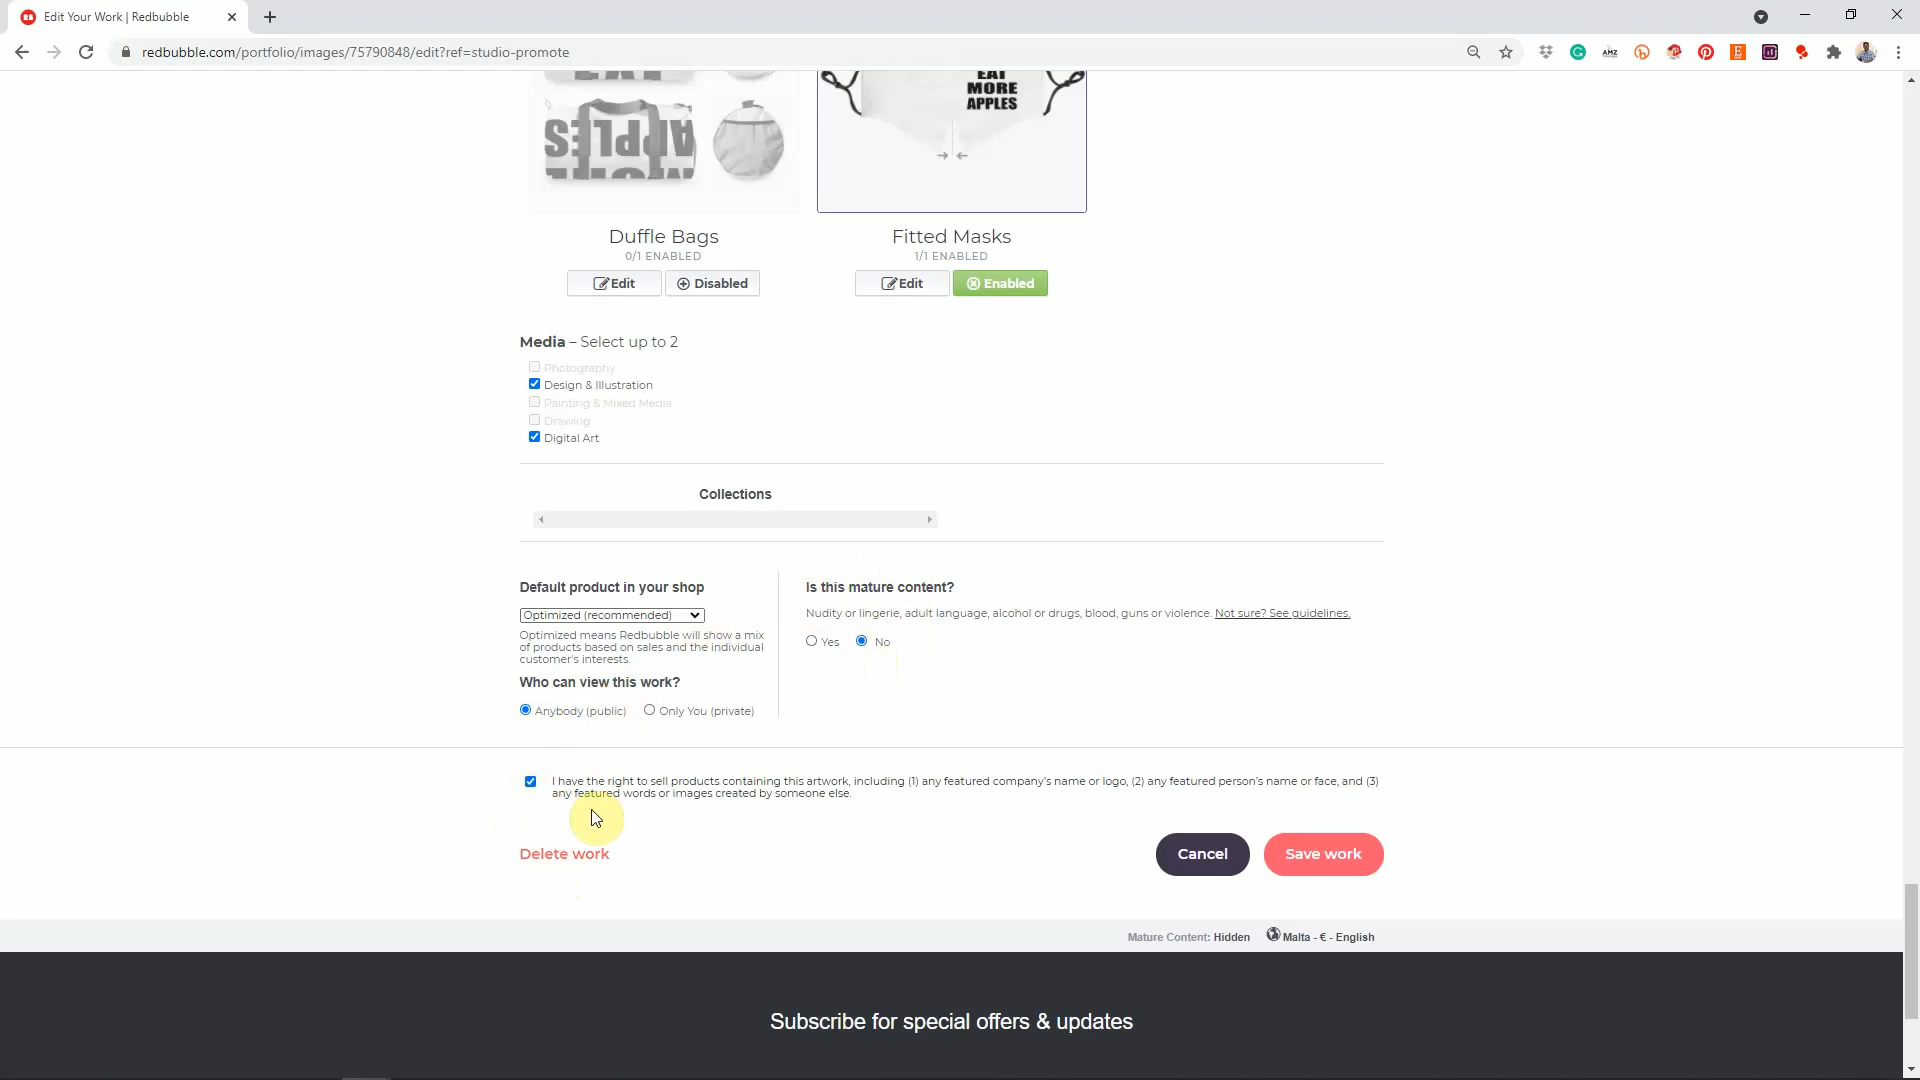 Edit Your Work | Redbubble
redbubble.com/portfolio/images/75790848/edit?ref=studio-promote
EAT
MORE
APPLES
APPLES
Duffle Bags
0/1 ENABLED
Edit
Disabled
Fitted Masks
1/1 ENABLED
Edit
Enabled
Media – Select up to 2
Photography
Design & Illustration
Painting & Mixed Media
Drawing
Digital Art
Collections
Default product in your shop
Optimized (recommended)
Optimized means Redbubble will show a mix
of products based on sales and the individual
customer's interests.
Who can view this work?
Anybody (public)
Only You (private)
Is this mature content?
Nudity or lingerie, adult language, alcohol or drugs, blood, guns or violence. Not sure? See guidelines.
Yes
No
I have the right to sell products containing this artwork, including (1) any featured company's name or logo, (2) any featured person's name or face, and (3)
any featured words or images created by someone else.
Delete work
Cancel
Save work
Mature Content: Hidden
Malta - € - English
Subscribe for special offers & updates